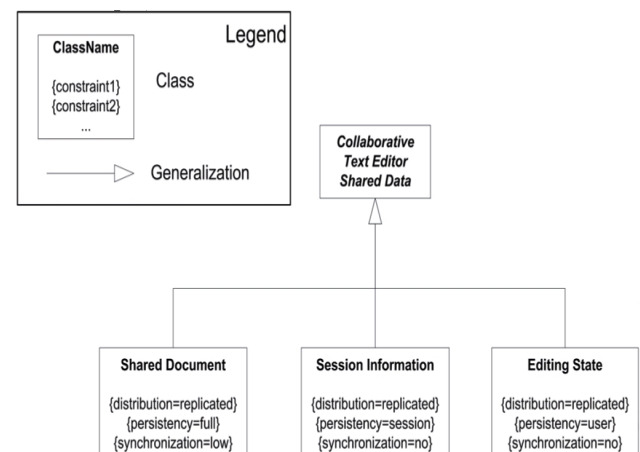 Legend
ClassName
{constraint1}
{constraint2}
...
Class
Generalization
Collaborative
Text Editor
Shared Data
Shared Document
{distribution=replicated}
{persistency=full}
{synchronization=low}
Session Information
{distribution=replicated}
{persistency=session}
{synchronization=no}
Editing State
{distribution=replicated}
{persistency=user}
{synchronization=no}